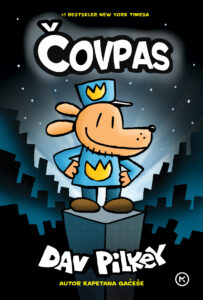 #1 BESTSELER NEW YORK TIMESA
ČOVPAS
DAV PILKEY
AUTOR KAPETANA GAĆEŠE